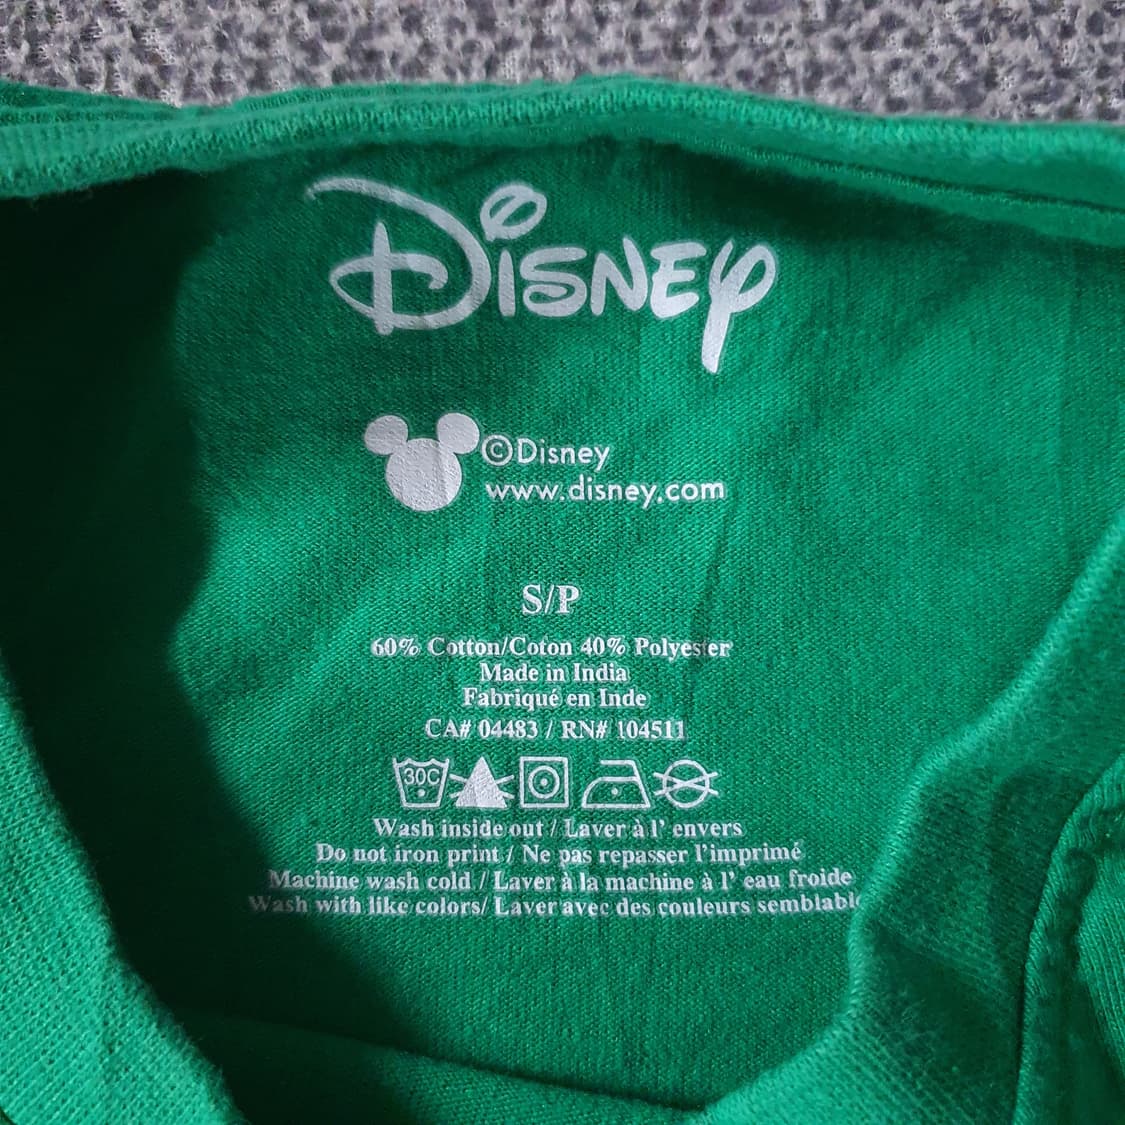 Disney
©Disney
www.disney.com
S/P
60% Cotton/Coton 40% Polyester
Made in India
Fabriqué en Inde
CA# 04483 / RN# 104511
30C
Wash inside out / Laver à l' envers
Do not iron print / Ne pas repasser l'imprimé
Machine wash cold / Laver à la machine à l' eau froide
Wash with like colors/ Laver avec des couleurs